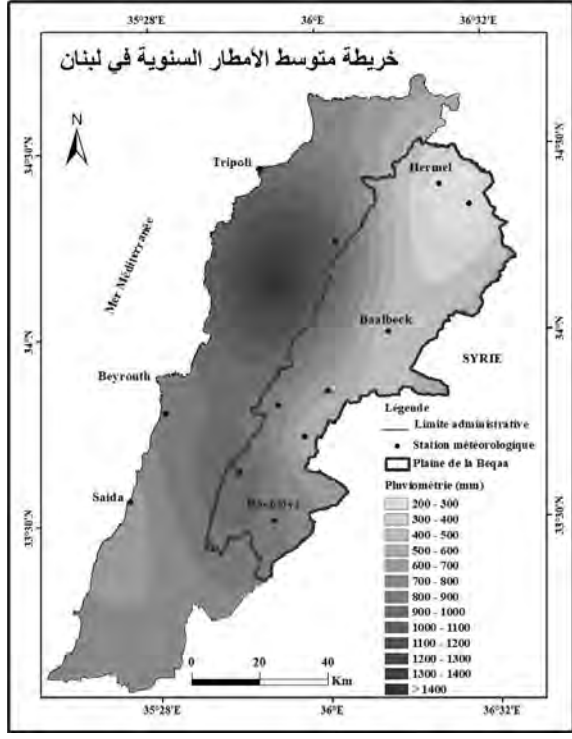 35°28'E 36°0'E 36°32'E
خريطة متوسط الأمطار السنوية في لبنان
N
34°30'N 34°30'N
Tripoli
Hermel
Mer Méditerranée
34°N 34°N
Baalbeck
SYRIE
Beyrouth
Légende
Limite administrative
Station météorologique
Plaine de la Beqaa
Saida
33°30'N 33°30'N
Pluviométrie (mm)
200 - 300
300 - 400
400 - 500
500 - 600
600 - 700
700 - 800
800 - 900
900 - 1000
1000 - 1100
1100 - 1200
1200 - 1300
1300 - 1400
> 1400
0 20 40
Km
35°28'E 36°0'E 36°32'E